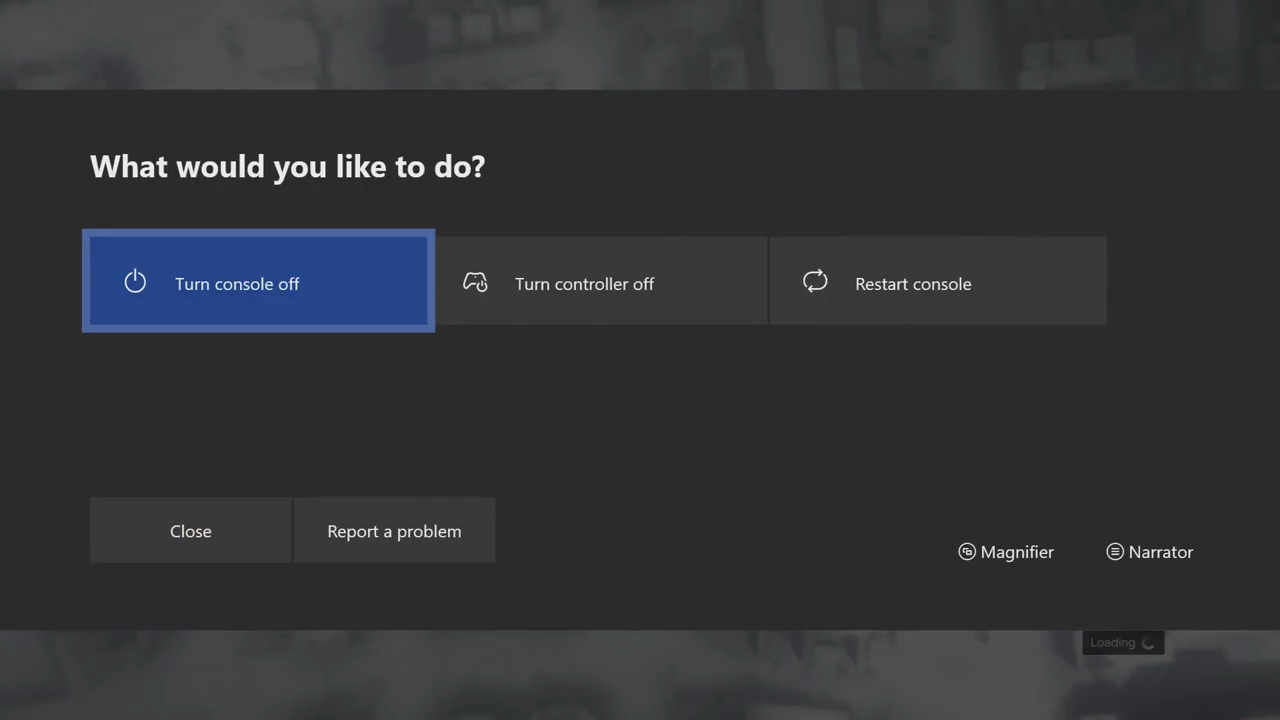 What would you like to do?
Turn console off
Turn controller off
Restart console
Close
Report a problem
Magnifier
Narrator
Loading